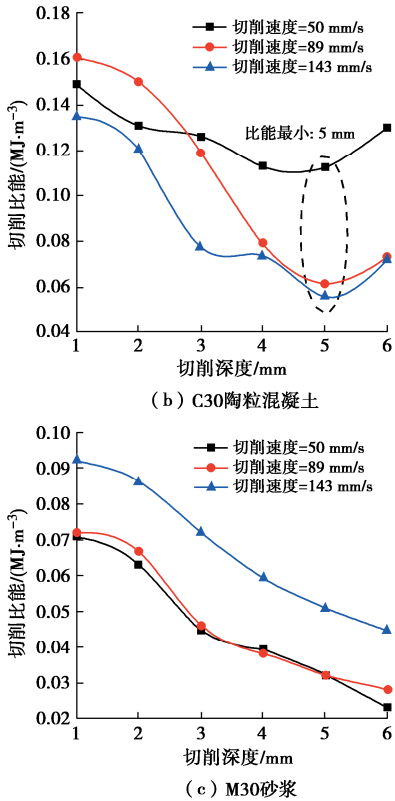 0.18
0.16
0.14
0.12
0.10
0.08
0.06
0.04
切削比能/(MJ·m⁻³)
切削速度=50 mm/s
切削速度=89 mm/s
切削速度=143 mm/s
比能最小: 5 mm
1 2 3 4 5 6
切削深度/mm
（b）C30陶粒混凝土
0.10
0.09
0.08
0.07
0.06
0.05
0.04
0.03
0.02
切削比能/(MJ·m⁻³)
切削速度=50 mm/s
切削速度=89 mm/s
切削速度=143 mm/s
1 2 3 4 5 6
切削深度/mm
（c）M30砂浆